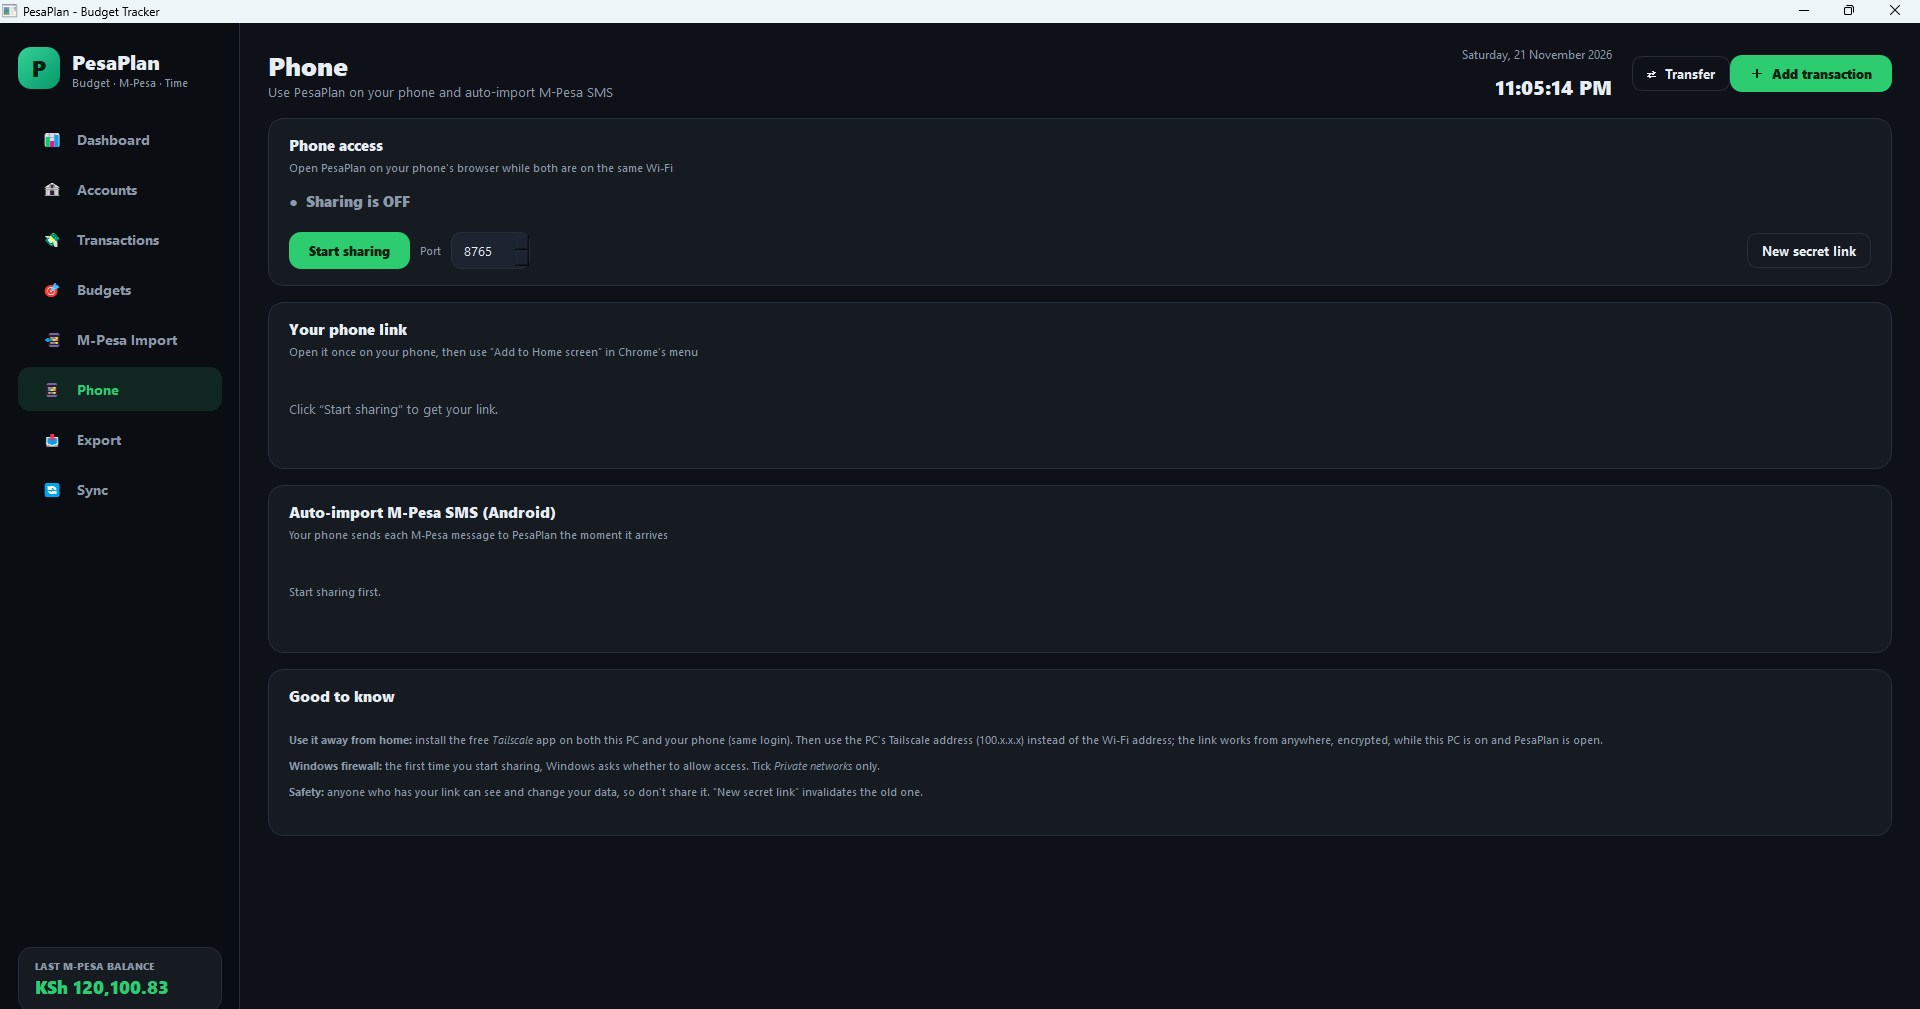 PesaPlan - Budget Tracker
P
PesaPlan
Budget · M-Pesa · Time
Dashboard
Accounts
Transactions
Budgets
M-Pesa Import
Phone
Export
Sync
LAST M-PESA BALANCE
KSh 120,100.83
Phone
Use PesaPlan on your phone and auto-import M-Pesa SMS
Saturday, 21 November 2026
11:05:14 PM
⇄ Transfer
+ Add transaction
Phone access
Open PesaPlan on your phone's browser while both are on the same Wi-Fi
● Sharing is OFF
Start sharing
Port
8765
New secret link
Your phone link
Open it once on your phone, then use "Add to Home screen" in Chrome's menu
Click "Start sharing" to get your link.
Auto-import M-Pesa SMS (Android)
Your phone sends each M-Pesa message to PesaPlan the moment it arrives
Start sharing first.
Good to know
Use it away from home: install the free Tailscale app on both this PC and your phone (same login). Then use the PC's Tailscale address (100.x.x.x) instead of the Wi-Fi address; the link works from anywhere, encrypted, while this PC is on and PesaPlan is open.
Windows firewall: the first time you start sharing, Windows asks whether to allow access. Tick Private networks only.
Safety: anyone who has your link can see and change your data, so don't share it. "New secret link" invalidates the old one.